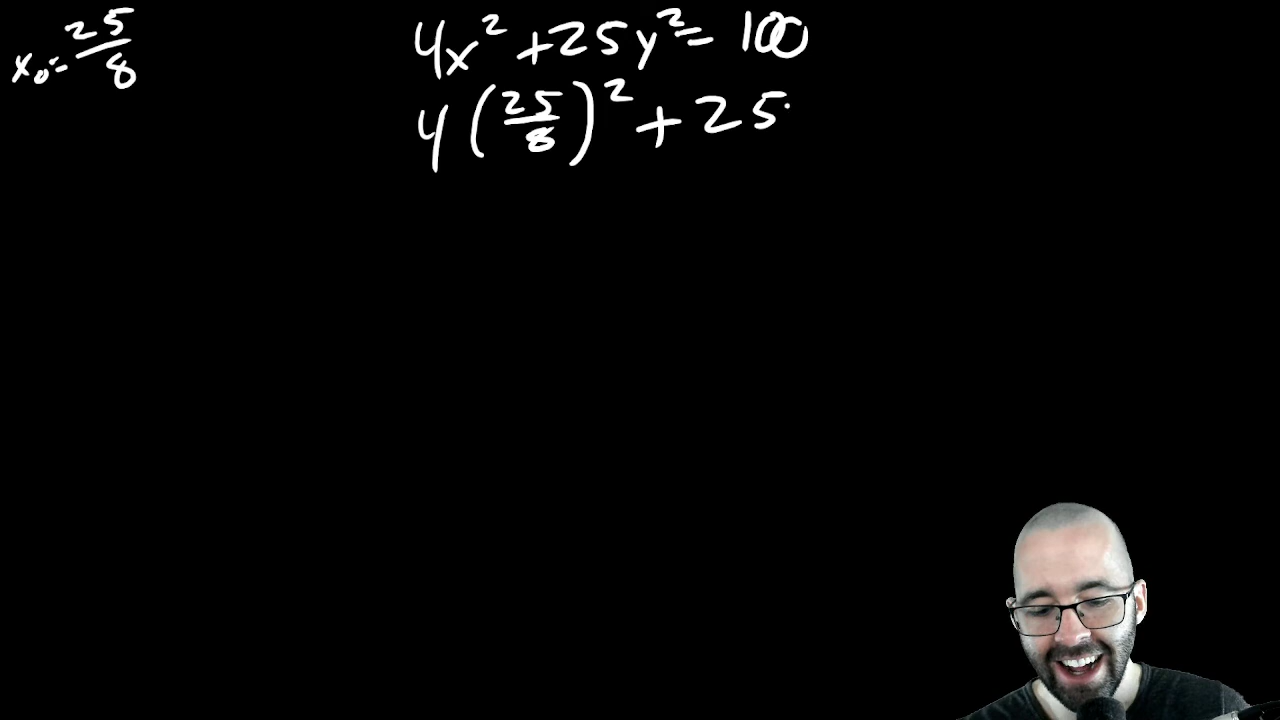 x₀ = 25/8
4x² + 25y² = 100
4(25/8)² + 25